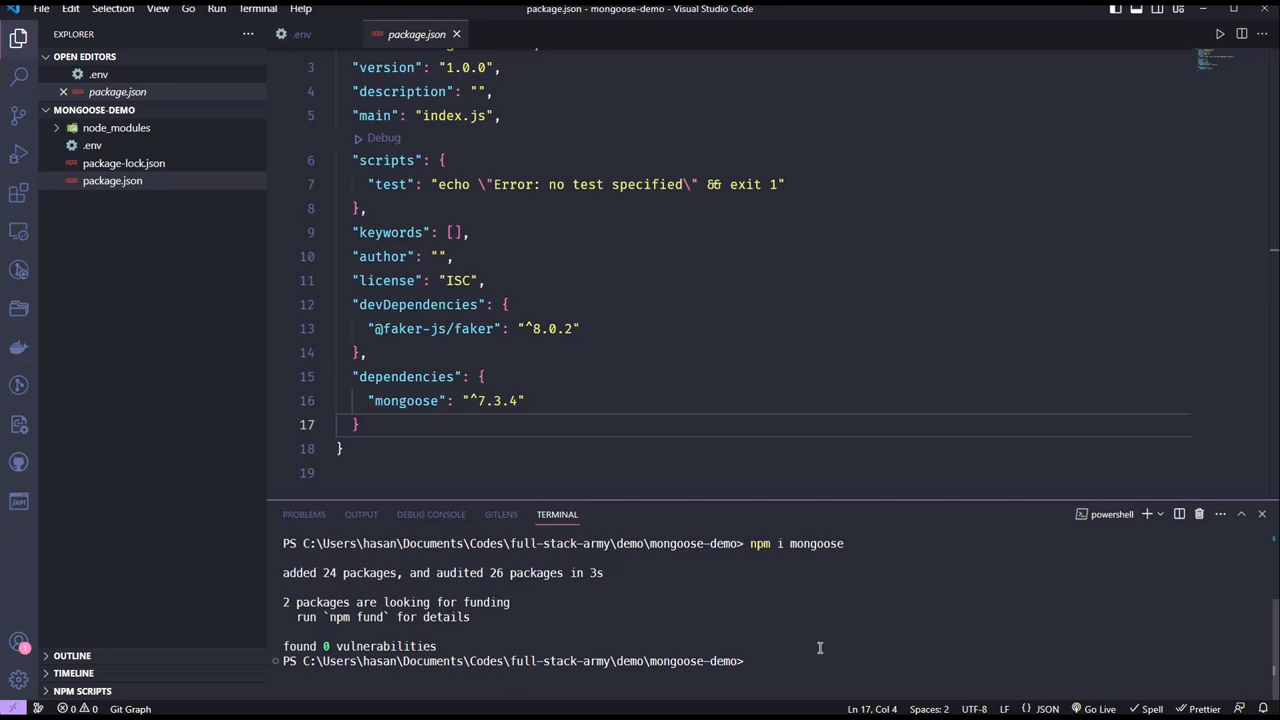 File Edit Selection View Go Run Terminal Help
package.json - mongoose-demo - Visual Studio Code
EXPLORER
.env
package.json
OPEN EDITORS
.env
package.json
MONGOOSE-DEMO
node_modules
.env
package-lock.json
package.json
OUTLINE
TIMELINE
NPM SCRIPTS
3 "version": "1.0.0",
4 "description": "",
5 "main": "index.js",
Debug
6 "scripts": {
7 "test": "echo \"Error: no test specified\" && exit 1"
8 },
9 "keywords": [],
10 "author": "",
11 "license": "ISC",
12 "devDependencies": {
13 "@faker-js/faker": "^8.0.2"
14 },
15 "dependencies": {
16 "mongoose": "^7.3.4"
17 }
18 }
19
PROBLEMS OUTPUT DEBUG CONSOLE GITLENS TERMINAL
powershell
PS C:\Users\hasan\Documents\Codes\full-stack-army\demo\mongoose-demo> npm i mongoose
added 24 packages, and audited 26 packages in 3s
2 packages are looking for funding
run `npm fund` for details
found 0 vulnerabilities
PS C:\Users\hasan\Documents\Codes\full-stack-army\demo\mongoose-demo>
0 0 Git Graph
Ln 17, Col 4 Spaces: 2 UTF-8 LF {} JSON Go Live Spell Prettier